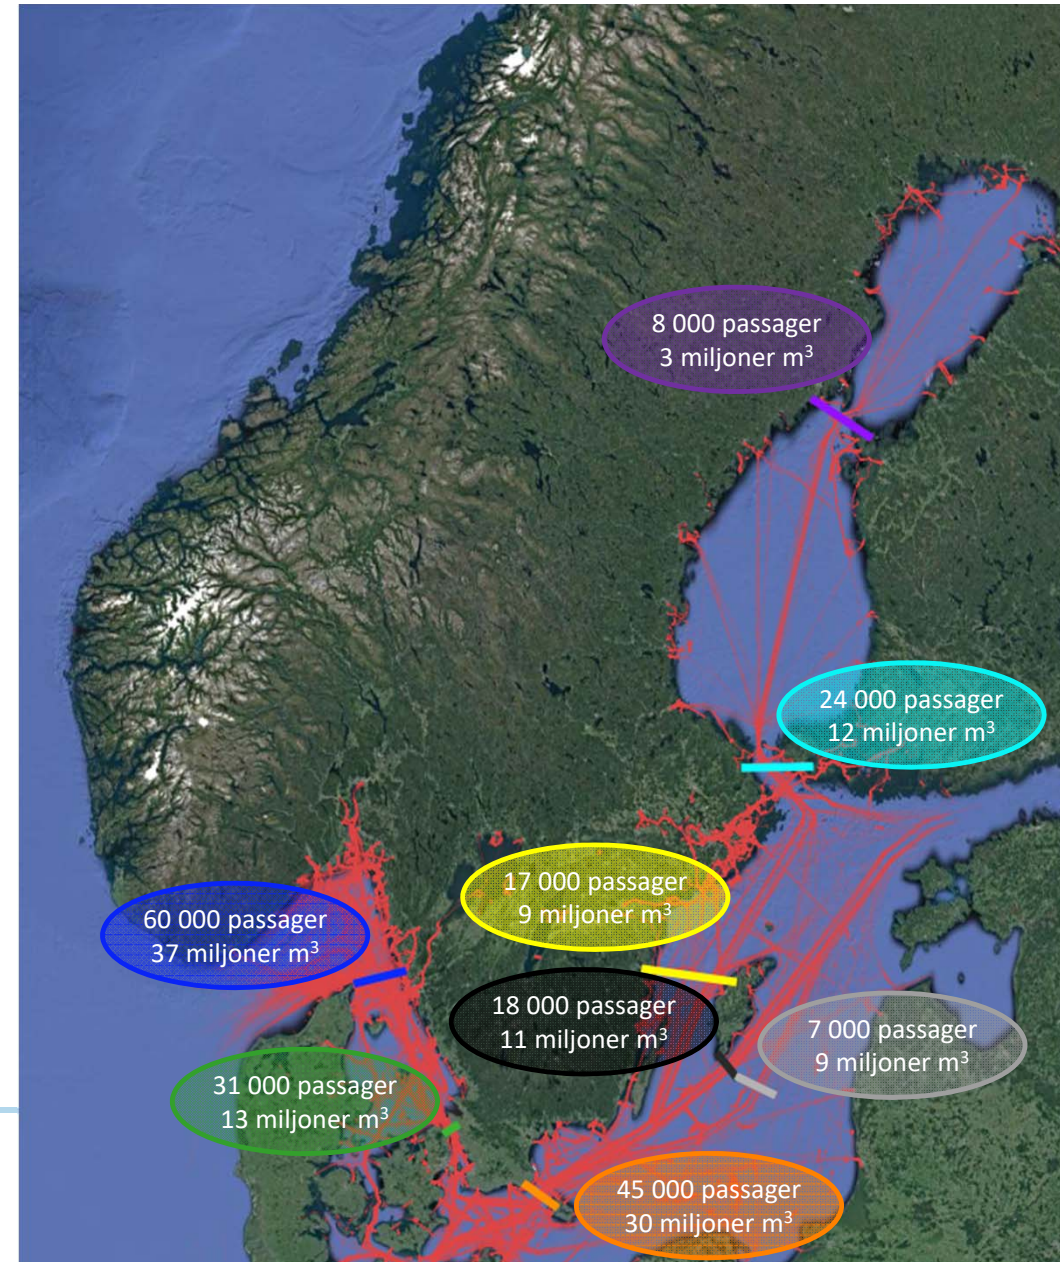 8 000 passager
3 miljoner m³
24 000 passager
12 miljoner m³
17 000 passager
9 miljoner m³
60 000 passager
37 miljoner m³
18 000 passager
11 miljoner m³
7 000 passager
9 miljoner m³
31 000 passager
13 miljoner m³
45 000 passager
30 miljoner m³